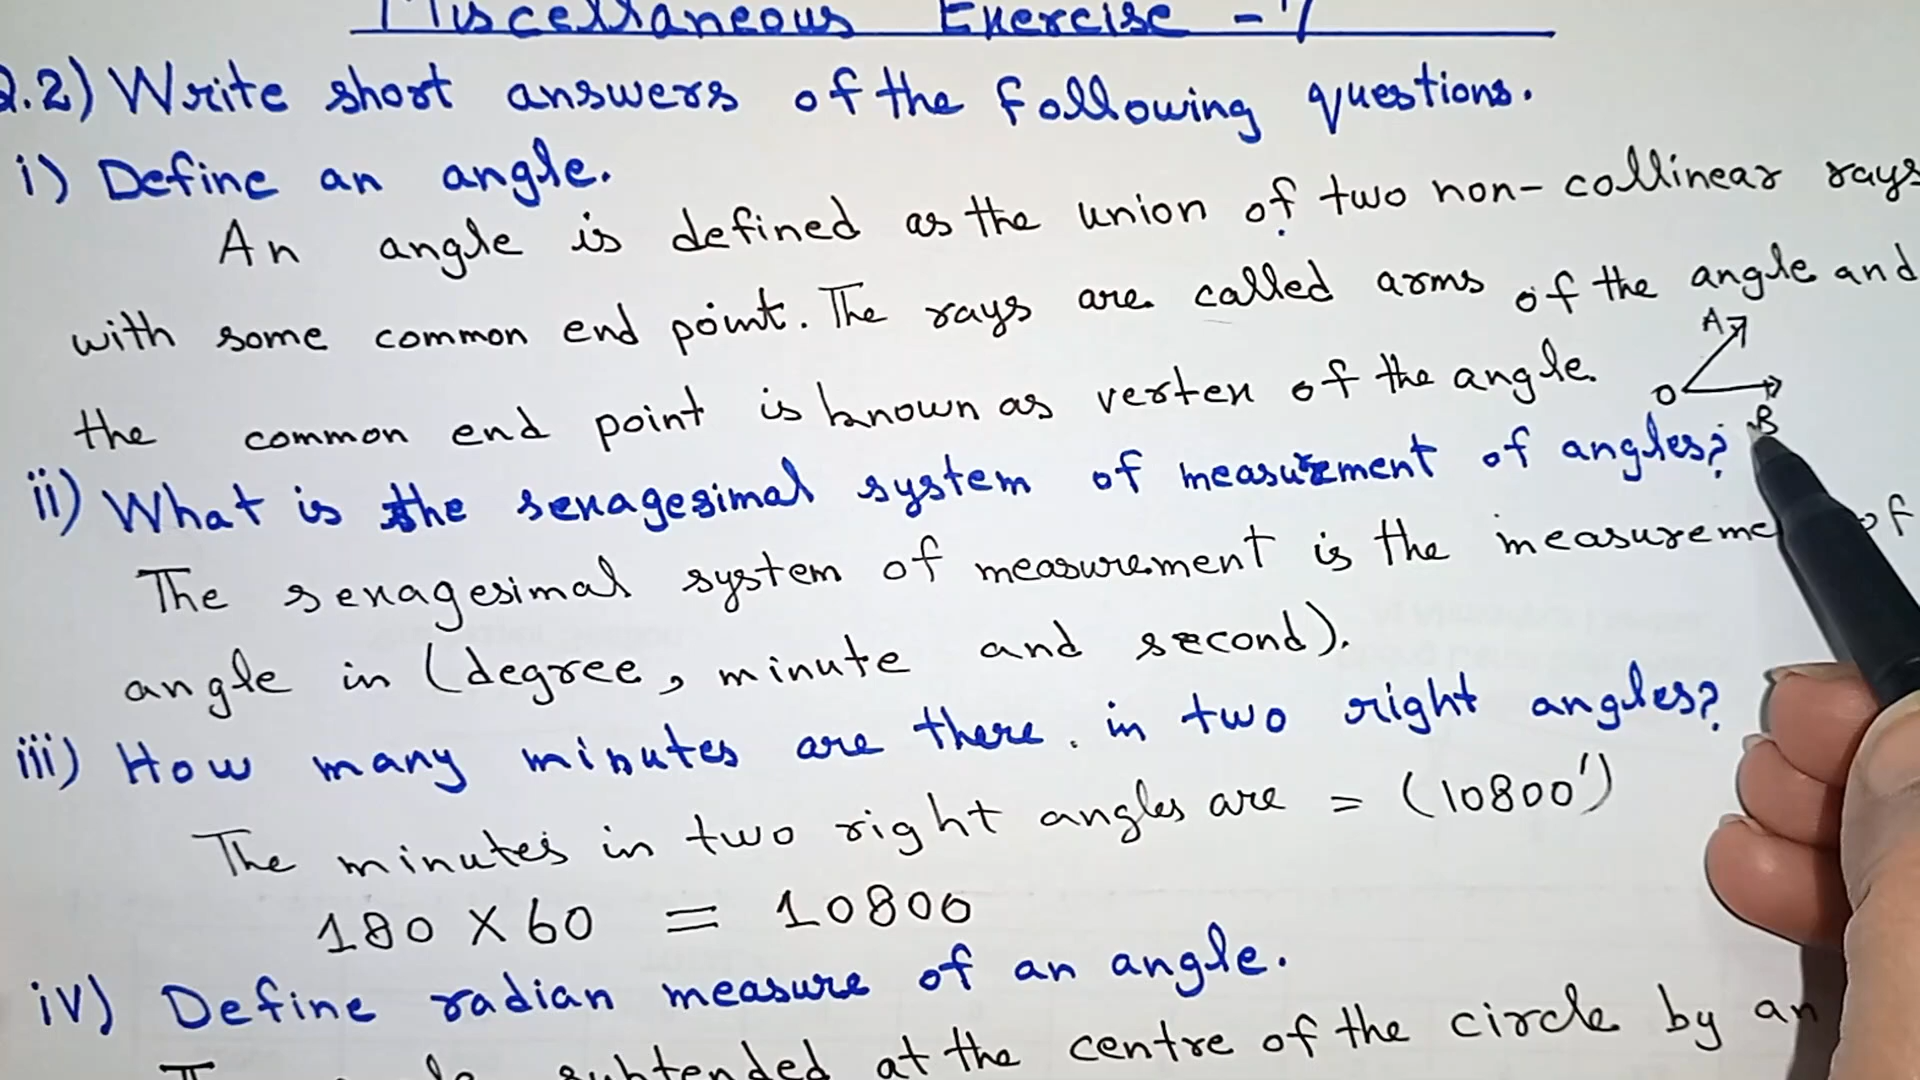 Miscellaneous Exercise - 7
Q.2) Write short answers of the following questions.
i) Define an angle.
An angle is defined as the union of two non-collinear rays
with some common end point. The rays are called arms of the angle and
the common end point is known as vertex of the angle.
A
O
B
ii) What is the sexagesimal system of measurement of angles?
The sexagesimal system of measurement is the measureme of
angle in (degree, minute and second).
iii) How many minutes are there in two right angles?
The minutes in two right angles are = (10800')
180 X 60 = 10800
iv) Define radian measure of an angle.
subtended at the centre of the circle by an